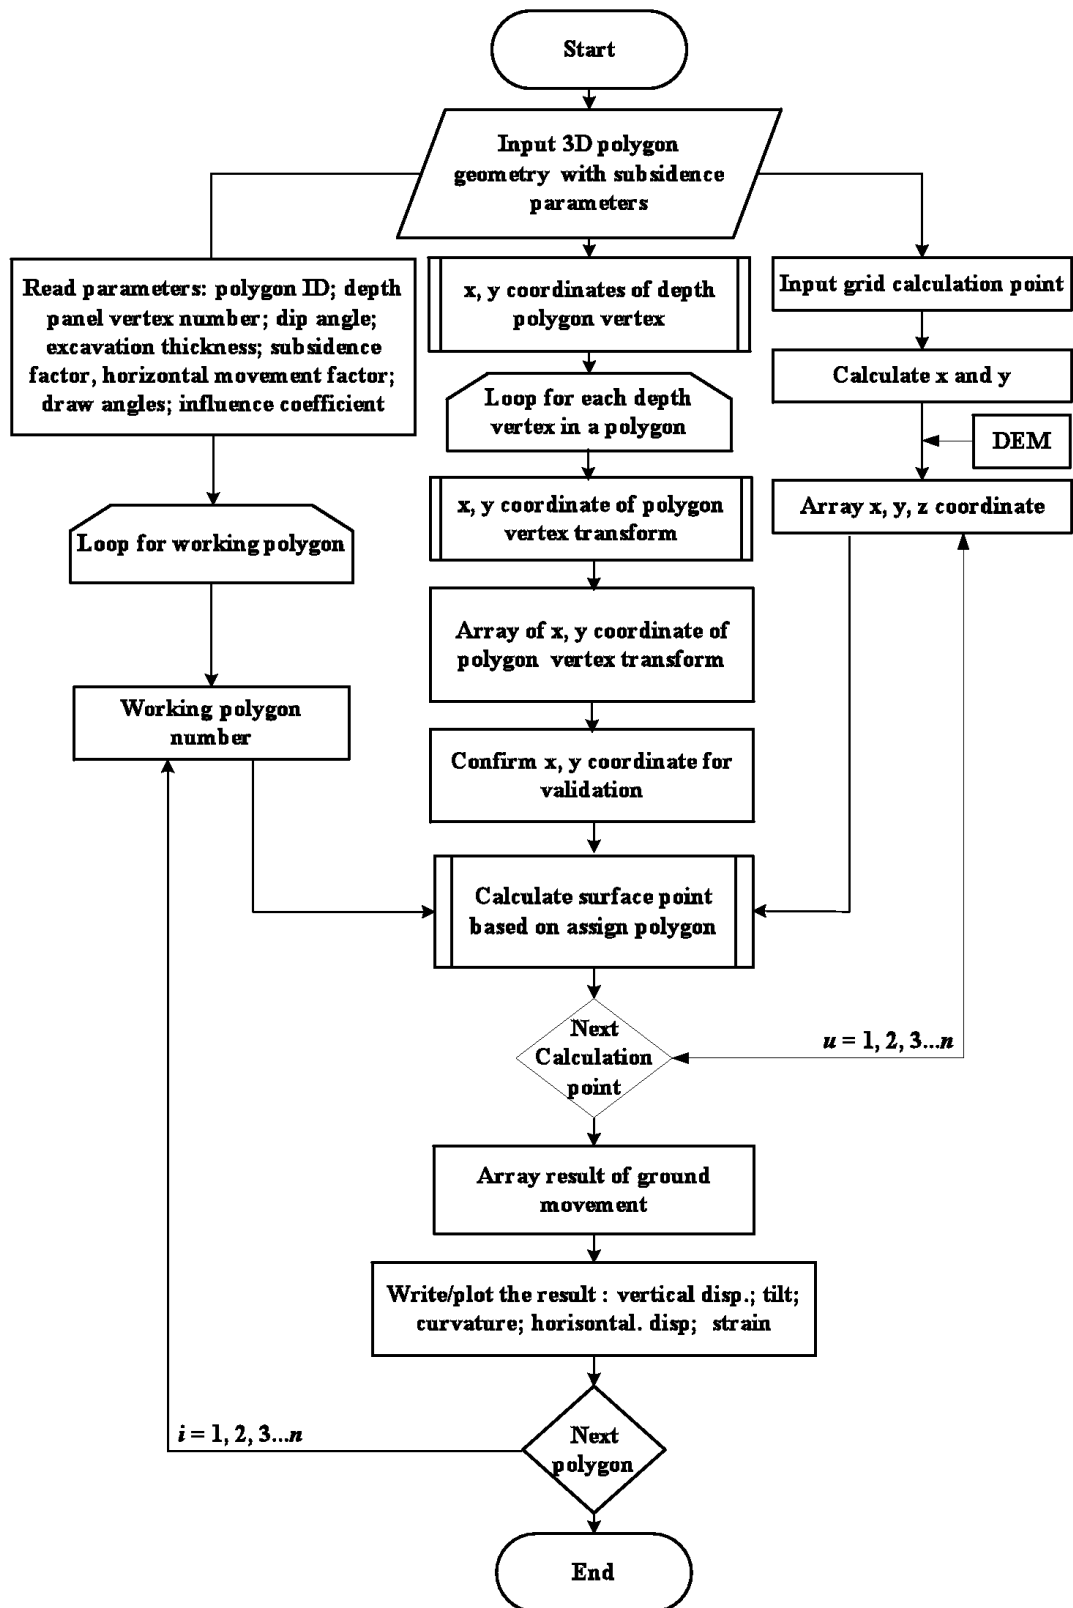 Start
Input 3D polygon
geometry with subsidence
parameters
Read parameters: polygon ID; depth
panel vertex number; dip angle;
excavation thickness; subsidence
factor, horizontal movement factor;
draw angles; influence coefficient
x, y coordinates of depth
polygon vertex
Input grid calculation point
Calculate x and y
Loop for each depth
vertex in a polygon
DEM
x, y coordinate of polygon
vertex transform
Array x, y, z coordinate
Loop for working polygon
Array of x, y coordinate of
polygon vertex transform
Working polygon
number
Confirm x, y coordinate for
validation
Calculate surface point
based on assign polygon
Next
Calculation
point
u = 1, 2, 3...n
Array result of ground
movement
Write/plot the result : vertical disp.; tilt;
curvature; horisontal. disp; strain
i = 1, 2, 3...n
Next
polygon
End